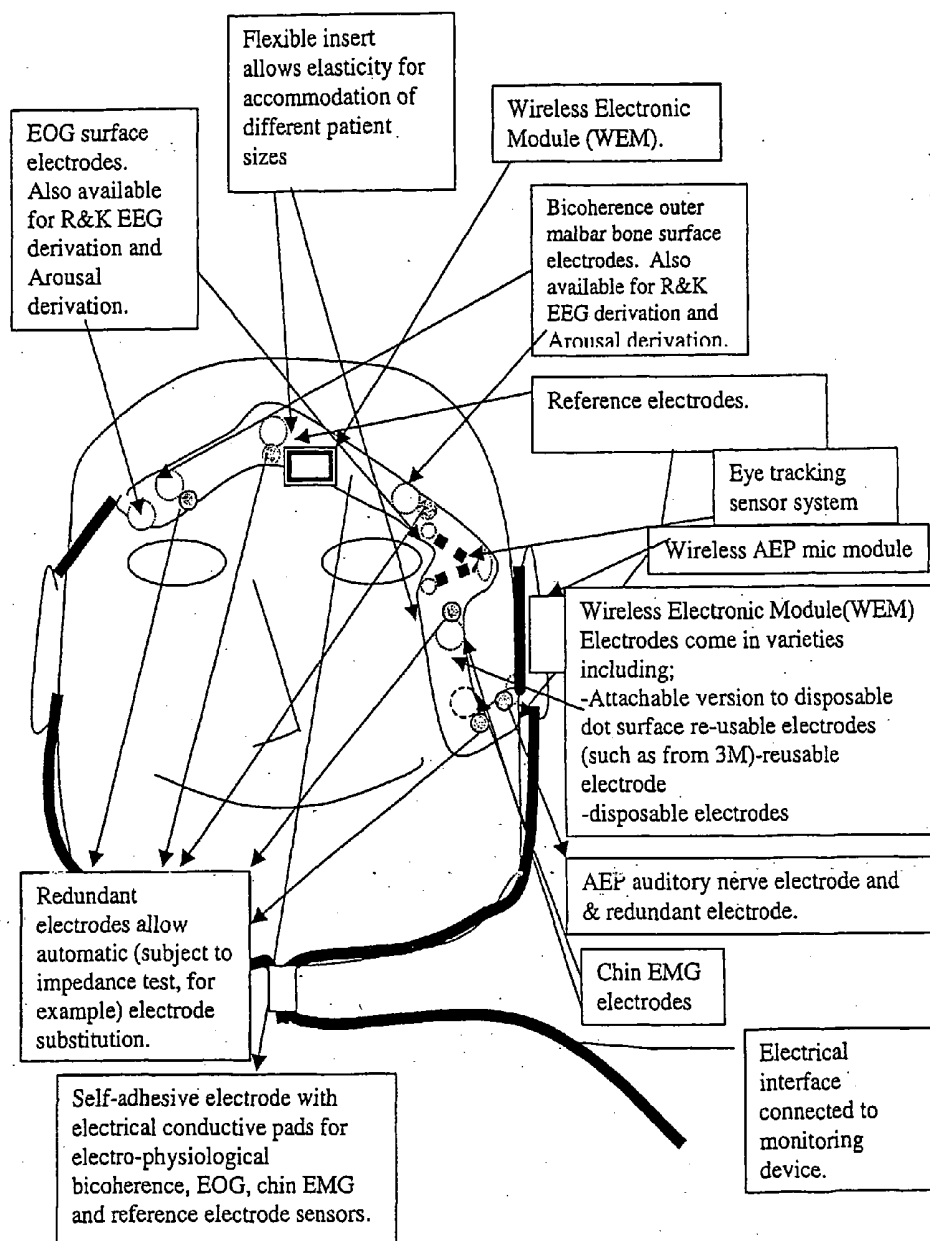 Flexible insert
allows elasticity for
accommodation of
different patient
sizes
Wireless Electronic
Module (WEM).
EOG surface
electrodes.
Also available
for R&K EEG
derivation and
Arousal
derivation.
Bicoherence outer
malbar bone surface
electrodes. Also
available for R&K
EEG derivation and
Arousal derivation.
Reference electrodes.
Eye tracking
sensor system
Wireless AEP mic module
Wireless Electronic Module(WEM)
Electrodes come in varieties
including;
-Attachable version to disposable
dot surface re-usable electrodes
(such as from 3M)-reusable
electrode
-disposable electrodes
Redundant
electrodes allow
automatic (subject to
impedance test, for
example) electrode
substitution.
AEP auditory nerve electrode and
& redundant electrode.
Chin EMG
electrodes
Electrical
interface
connected to
monitoring
device.
Self-adhesive electrode with
electrical conductive pads for
electro-physiological
bicoherence, EOG, chin EMG
and reference electrode sensors.